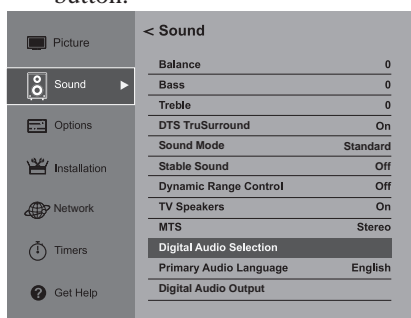 button.
Picture
Sound
Options
Installation
Network
Timers
Get Help
< Sound
Balance 0
Bass 0
Treble 0
DTS TruSurround On
Sound Mode Standard
Stable Sound Off
Dynamic Range Control Off
TV Speakers On
MTS Stereo
Digital Audio Selection
Primary Audio Language English
Digital Audio Output